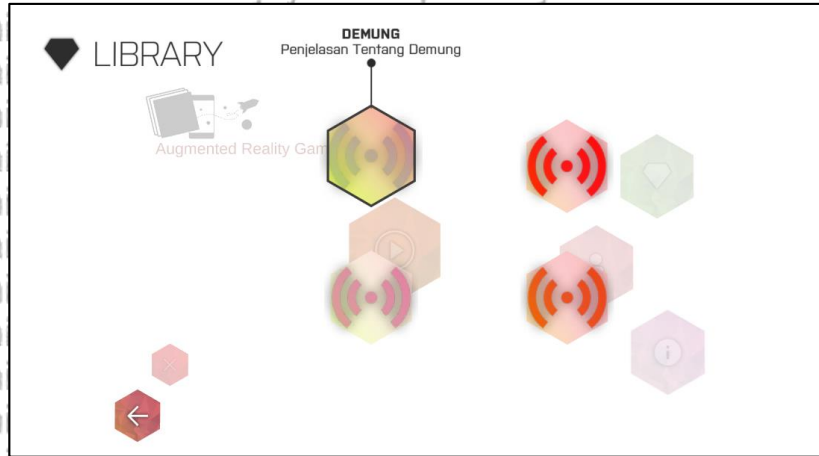 DEMUNG
Penjelasan Tentang Demung
LIBRARY
Augmented Reality Gam